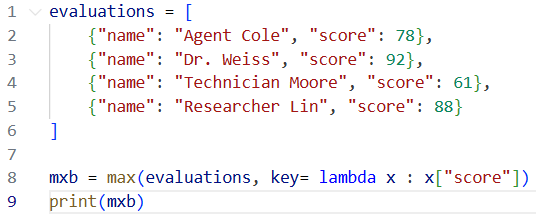 1 evaluations = [
2     {"name": "Agent Cole", "score": 78},
3     {"name": "Dr. Weiss", "score": 92},
4     {"name": "Technician Moore", "score": 61},
5     {"name": "Researcher Lin", "score": 88}
6 ]
7
8 mxb = max(evaluations, key= lambda x : x["score"])
9 print(mxb)